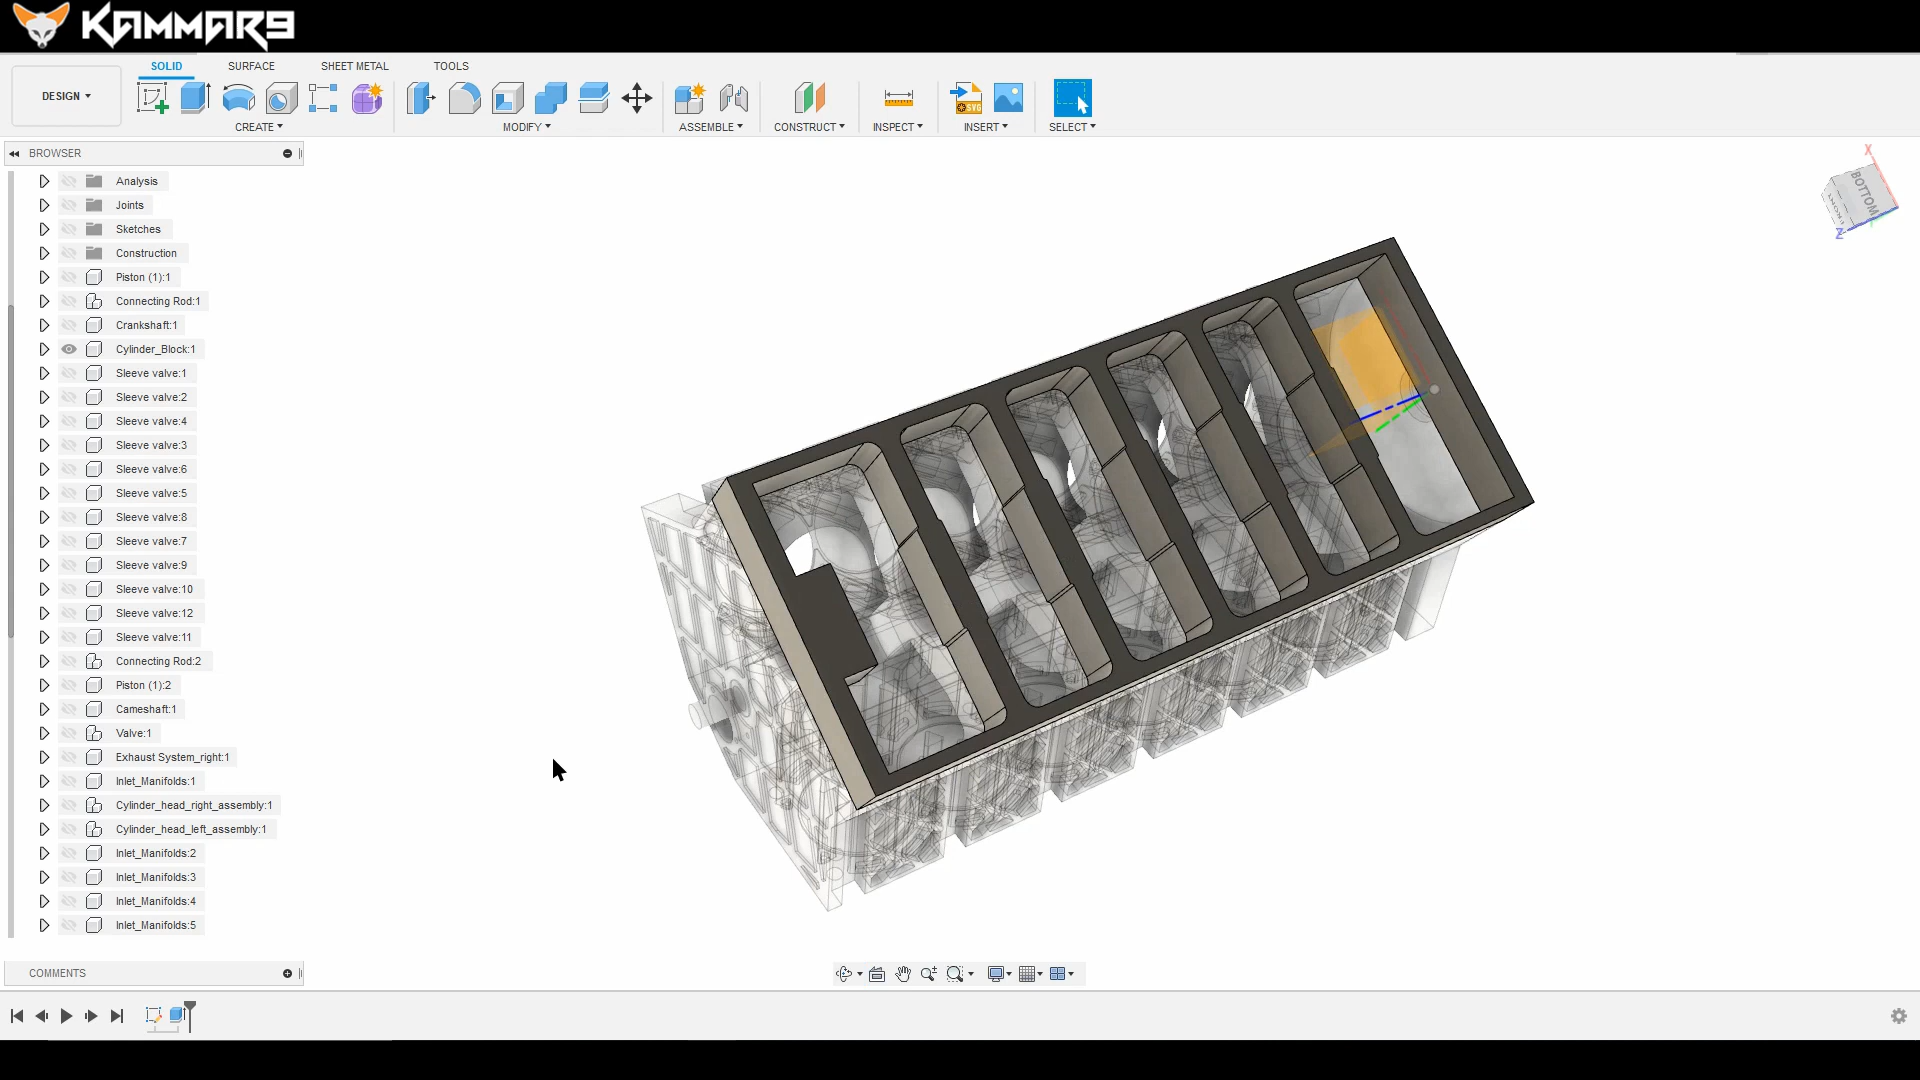 KAMMAR9
SOLID SURFACE SHEET METAL TOOLS
DESIGN
CREATE MODIFY ASSEMBLE CONSTRUCT INSPECT INSERT SELECT
SVG
BROWSER
Analysis
Joints
Sketches
Construction
Piston (1):1
Connecting Rod:1
Crankshaft:1
Cylinder_Block:1
Sleeve valve:1
Sleeve valve:2
Sleeve valve:4
Sleeve valve:3
Sleeve valve:6
Sleeve valve:5
Sleeve valve:8
Sleeve valve:7
Sleeve valve:9
Sleeve valve:10
Sleeve valve:12
Sleeve valve:11
Connecting Rod:2
Piston (1):2
Cameshaft:1
Valve:1
Exhaust System_right:1
Inlet_Manifolds:1
Cylinder_head_right_assembly:1
Cylinder_head_left_assembly:1
Inlet_Manifolds:2
Inlet_Manifolds:3
Inlet_Manifolds:4
Inlet_Manifolds:5
X
BOTTOM
FRONT
Z
COMMENTS